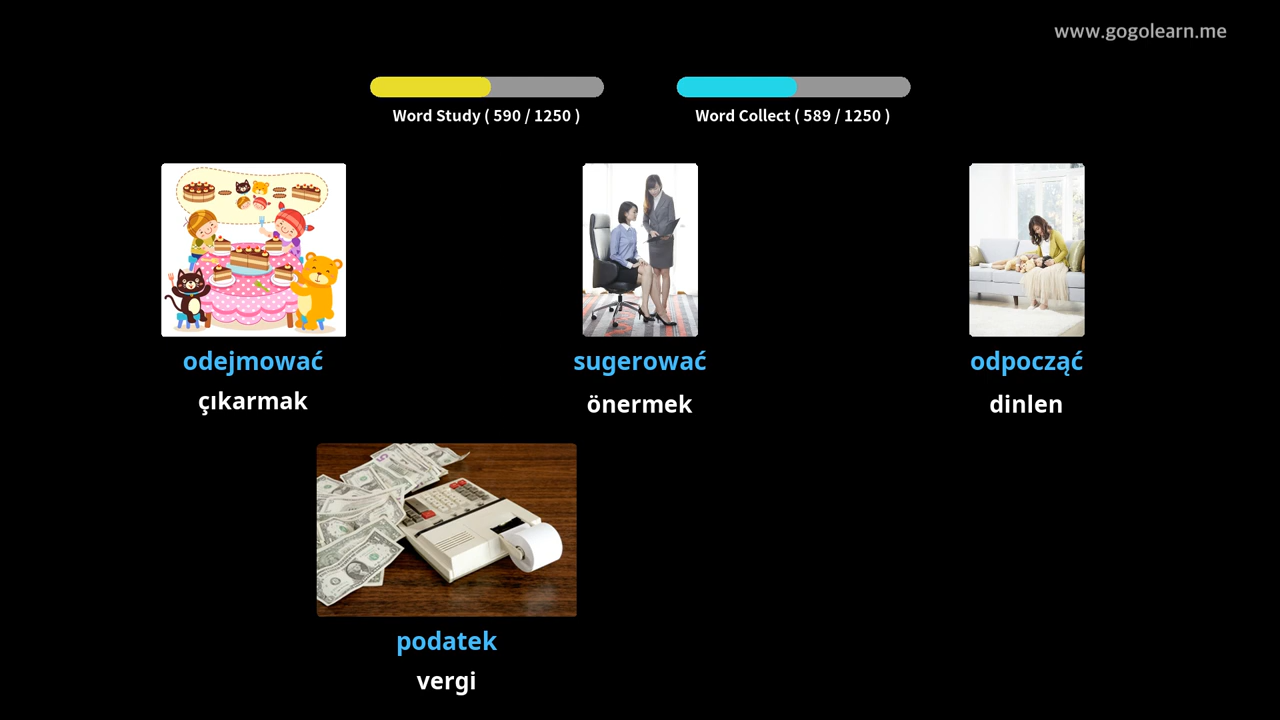 www.gogolearn.me
Word Study ( 590 / 1250 )
Word Collect ( 589 / 1250 )
odejmować
sugerować
odpocząć
çıkarmak
önermek
dinlen
podatek
vergi